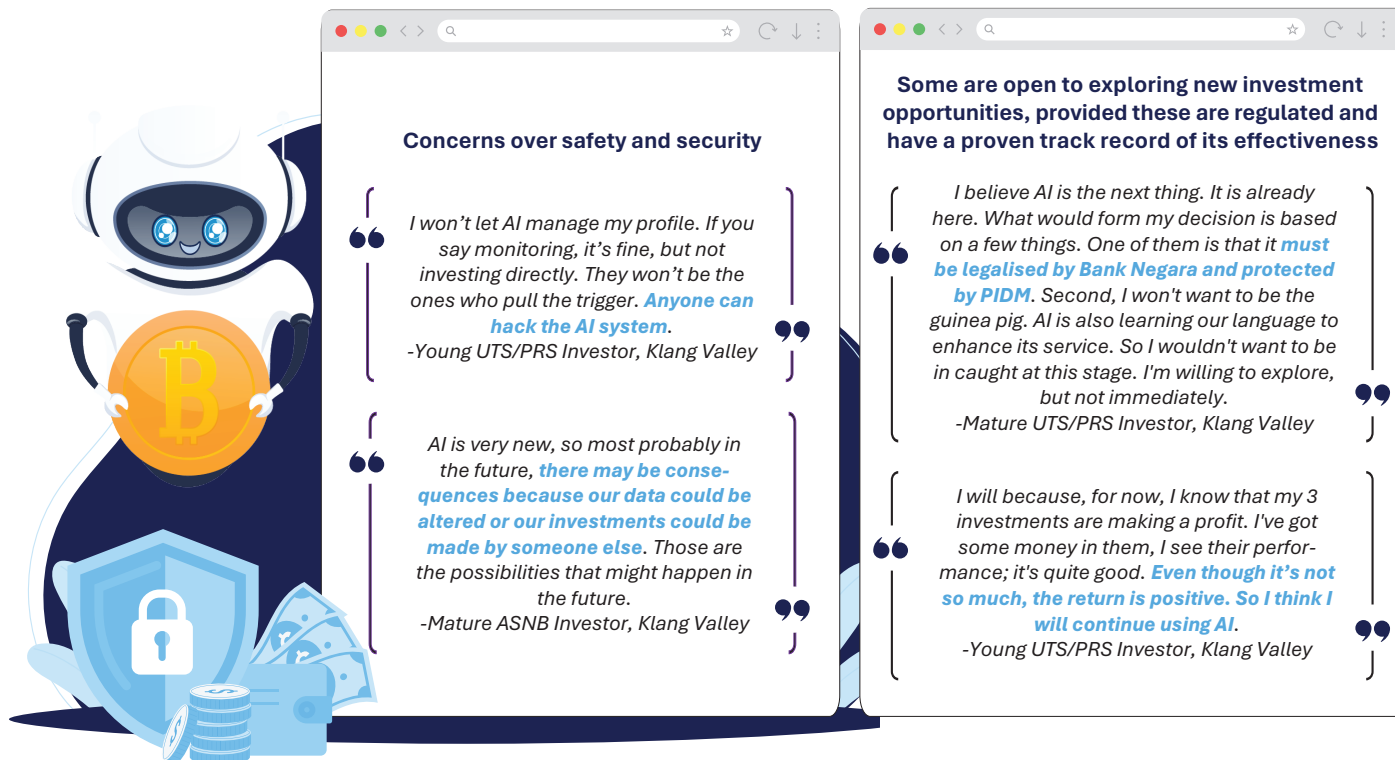 Concerns over safety and security
I won’t let AI manage my profile. If you
say monitoring, it’s fine, but not
investing directly. They won’t be the
ones who pull the trigger. Anyone can
hack the AI system.
-Young UTS/PRS Investor, Klang Valley
AI is very new, so most probably in
the future, there may be conse-
quences because our data could be
altered or our investments could be
made by someone else. Those are
the possibilities that might happen in
the future.
-Mature ASNB Investor, Klang Valley
Some are open to exploring new investment
opportunities, provided these are regulated and
have a proven track record of its effectiveness
I believe AI is the next thing. It is already
here. What would form my decision is based
on a few things. One of them is that it must
be legalised by Bank Negara and protected
by PIDM. Second, I won't want to be the
guinea pig. AI is also learning our language to
enhance its service. So I wouldn't want to be
in caught at this stage. I'm willing to explore,
but not immediately.
-Mature UTS/PRS Investor, Klang Valley
I will because, for now, I know that my 3
investments are making a profit. I've got
some money in them, I see their perfor-
mance; it's quite good. Even though it’s not
so much, the return is positive. So I think I
will continue using AI.
-Young UTS/PRS Investor, Klang Valley